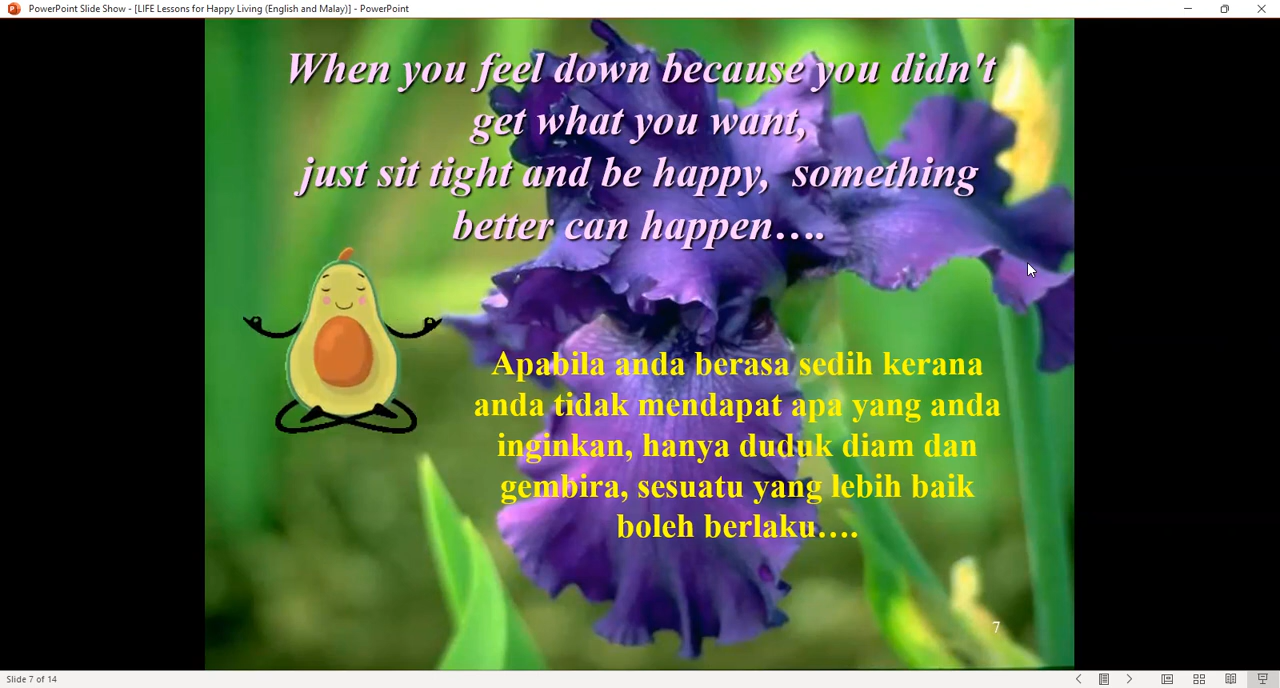 PowerPoint Slide Show - [LIFE Lessons for Happy Living (English and Malay)] - PowerPoint
When you feel down because you didn't
get what you want,
just sit tight and be happy,  something
better can happen….
Apabila anda berasa sedih kerana
anda tidak mendapat apa yang anda
inginkan, hanya duduk diam dan
gembira, sesuatu yang lebih baik
boleh berlaku….
7
Slide 7 of 14